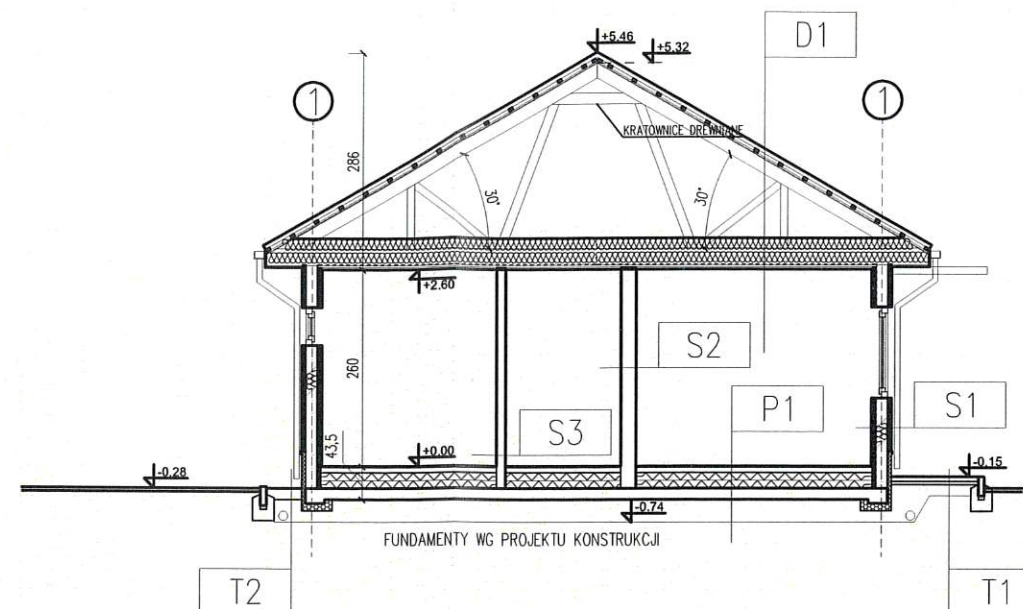 D1
+5.46
+5.32
1
1
KRATOWNICE DREWNIANE
286
30°
30°
+2.60
S2
260
P1
S1
S3
43,5
+0.00
-0.28
-0.15
-0.74
FUNDAMENTY WG PROJEKTU KONSTRUKCJI
T2
T1